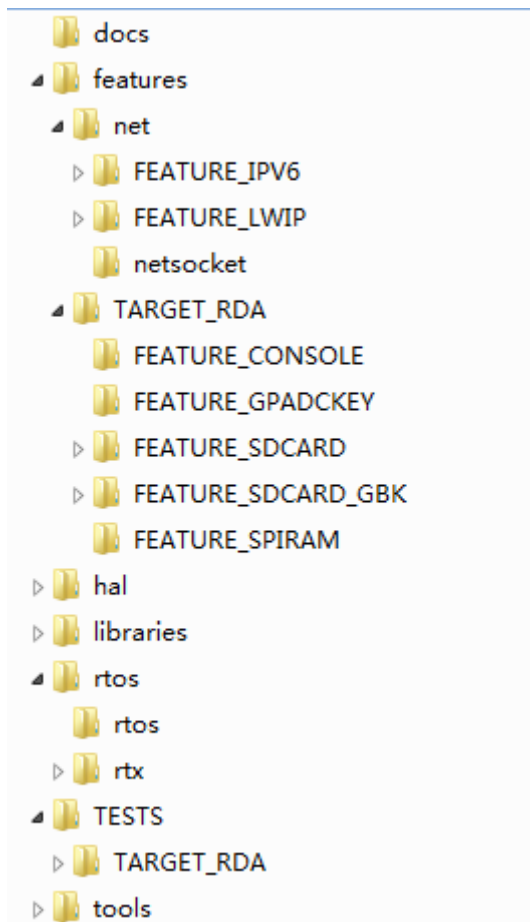 docs
features
net
FEATURE_IPV6
FEATURE_LWIP
netsocket
TARGET_RDA
FEATURE_CONSOLE
FEATURE_GPADCKEY
FEATURE_SDCARD
FEATURE_SDCARD_GBK
FEATURE_SPIRAM
hal
libraries
rtos
rtos
rtx
TESTS
TARGET_RDA
tools